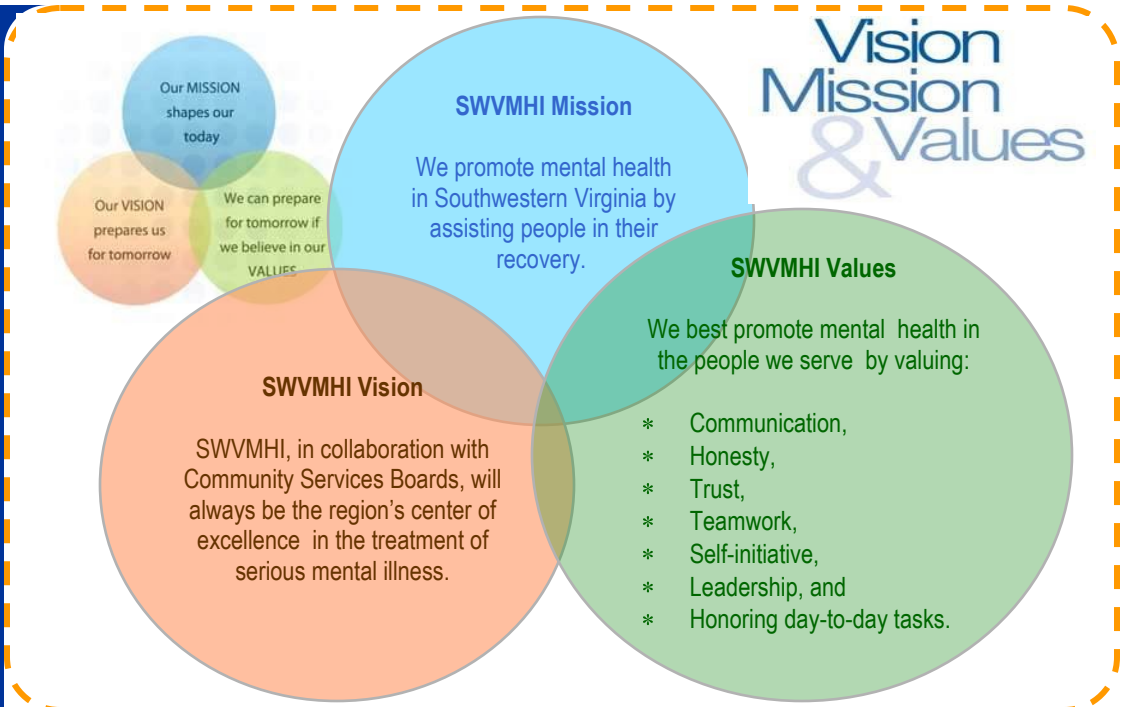 Our MISSION
shapes our
today
Our VISION
prepares us
for tomorrow
We can prepare
for tomorrow if
we believe in our
VALUES
Vision
Mission
& Values
SWVMHI Mission
We promote mental health
in Southwestern Virginia by
assisting people in their
recovery.
SWVMHI Vision
SWVMHI, in collaboration with
Community Services Boards, will
always be the region’s center of
excellence in the treatment of
serious mental illness.
SWVMHI Values
We best promote mental health in
the people we serve by valuing:
* Communication,
* Honesty,
* Trust,
* Teamwork,
* Self-initiative,
* Leadership, and
* Honoring day-to-day tasks.